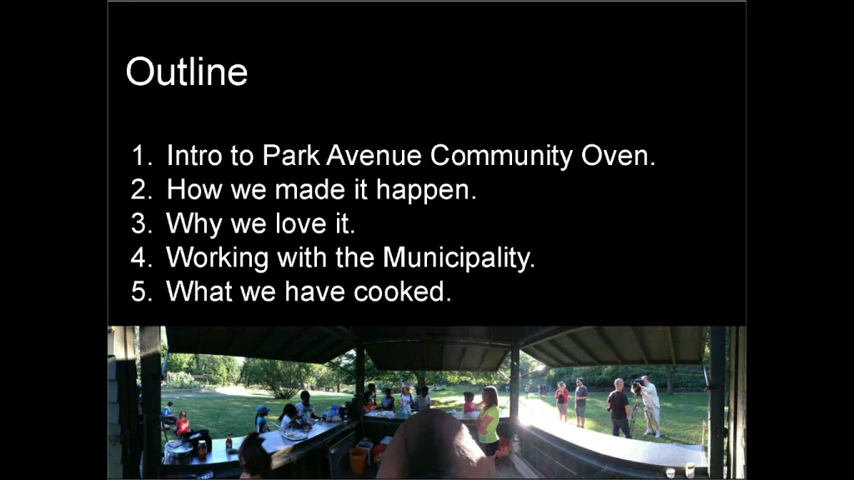 Outline
1. Intro to Park Avenue Community Oven.
2. How we made it happen.
3. Why we love it.
4. Working with the Municipality.
5. What we have cooked.